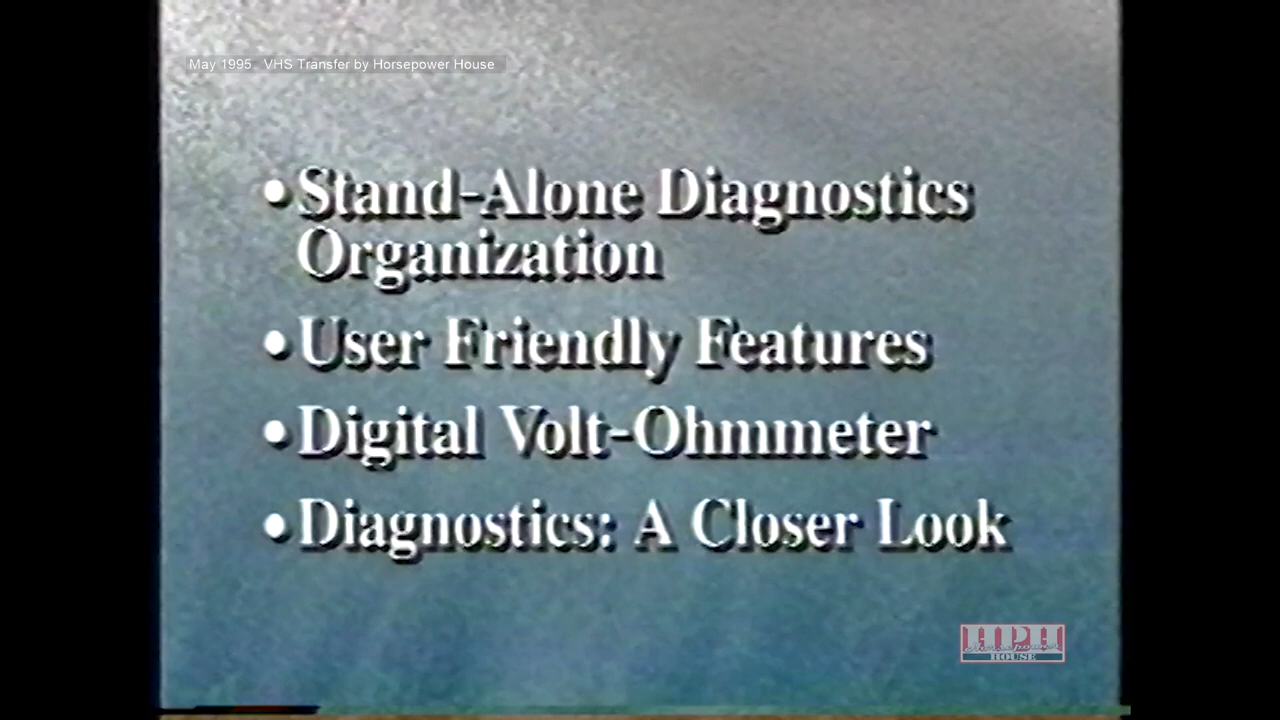 May 1995 VHS Transfer by Horsepower House
• Stand-Alone Diagnostics
Organization
• User Friendly Features
• Digital Volt-Ohmmeter
• Diagnostics: A Closer Look
HPH
HOUSE